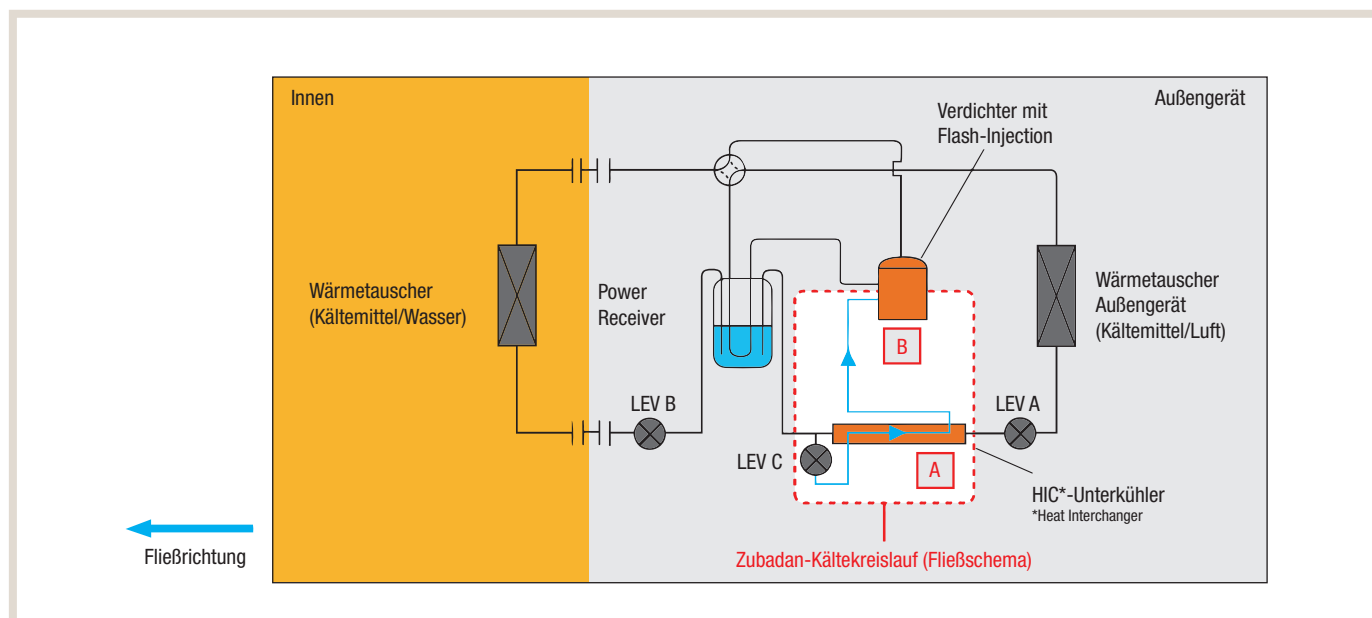 Innen
Außengerät
Verdichter mit
Flash-Injection
Wärmetauscher
(Kältemittel/Wasser)
Power
Receiver
Wärmetauscher
Außengerät
(Kältemittel/Luft)
B
LEV B
LEV A
LEV C
A
HIC*-Unterkühler
*Heat Interchanger
Fließrichtung
Zubadan-Kältekreislauf (Fließschema)